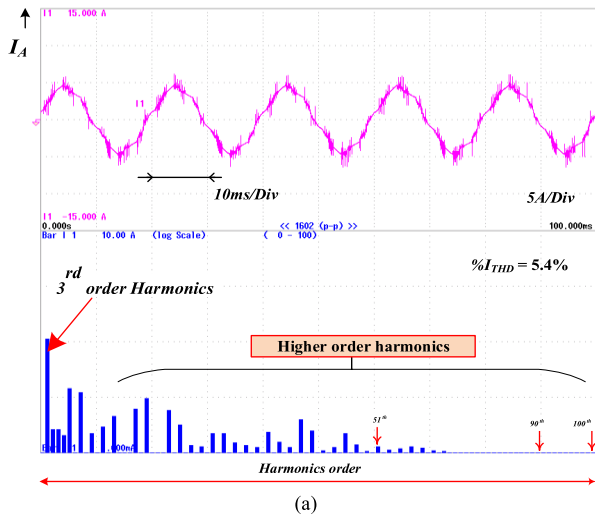 I1 15.000 A
I_A
I1
10ms/Div
5A/Div
I1 -15.000 A
0.000s << 1602 (p-p) >> 100.000ms
Bar I 1 10.00 A (log Scale) ( 0 - 100)
%I_THD = 5.4%
3rd order Harmonics
Higher order harmonics
51th
90th
100th
Harmonics order
(a)